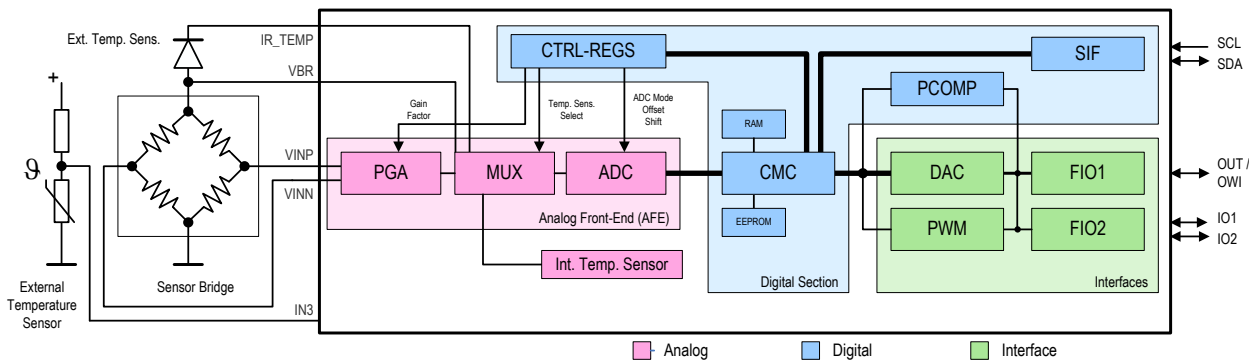 Ext. Temp. Sens.
IR_TEMP
VBR
CTRL-REGS
SIF
SCL
SDA
PCOMP
Gain
Factor
Temp. Sens.
Select
ADC Mode
Offset
Shift
RAM
+
ϑ
VINP
VINN
PGA
MUX
ADC
CMC
DAC
FIO1
OUT /
OWI
Analog Front-End (AFE)
EEPROM
PWM
FIO2
IO1
IO2
Int. Temp. Sensor
External
Temperature
Sensor
Sensor Bridge
IN3
Digital Section
Interfaces
Analog
Digital
Interface